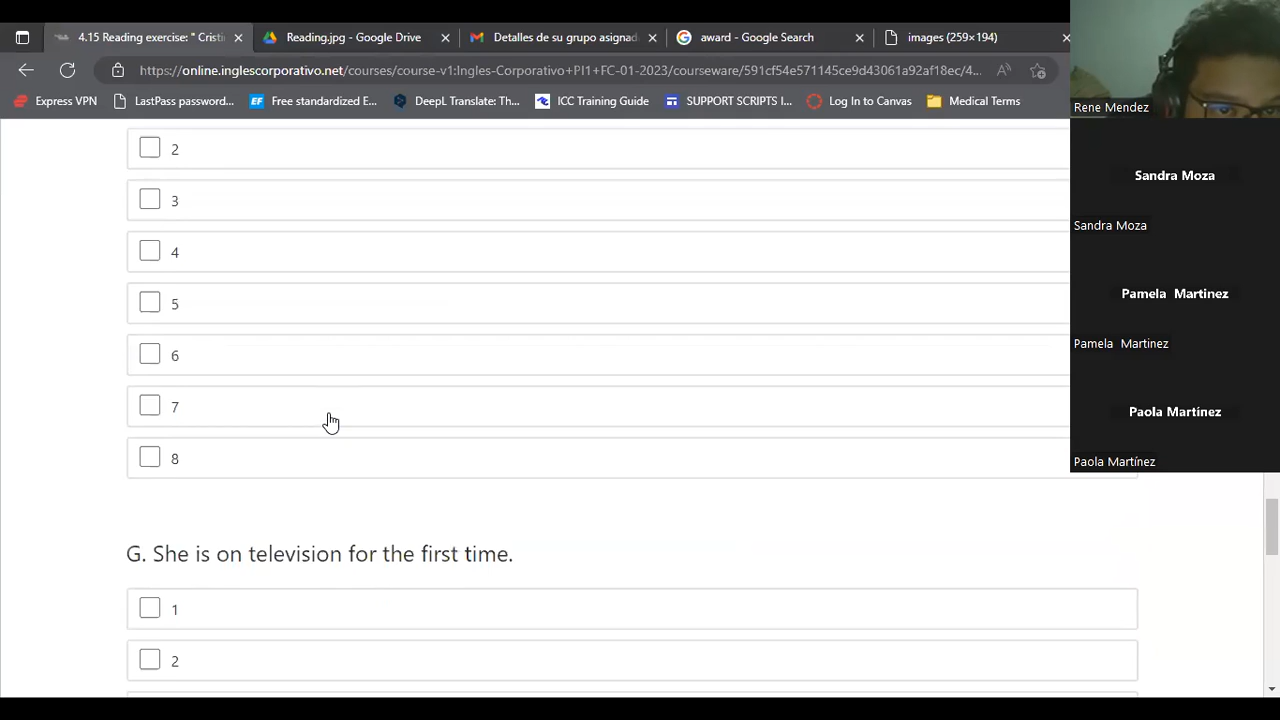 4.15 Reading exercise: " Cristi
Reading.jpg - Google Drive
Detalles de su grupo asignad
award - Google Search
images (259×194)
https://online.inglescorporativo.net/courses/course-v1:Ingles-Corporativo+PI1+FC-01-2023/courseware/591cf54e571145ce9d43061a92af18ec/4...
Express VPN
LastPass password...
Free standardized E...
DeepL Translate: Th...
ICC Training Guide
SUPPORT SCRIPTS I...
Log In to Canvas
Medical Terms
Rene Mendez
2
3
4
5
6
7
8
G. She is on television for the first time.
1
2
Sandra Moza
Sandra Moza
Pamela Martinez
Pamela Martinez
Paola Martínez
Paola Martínez